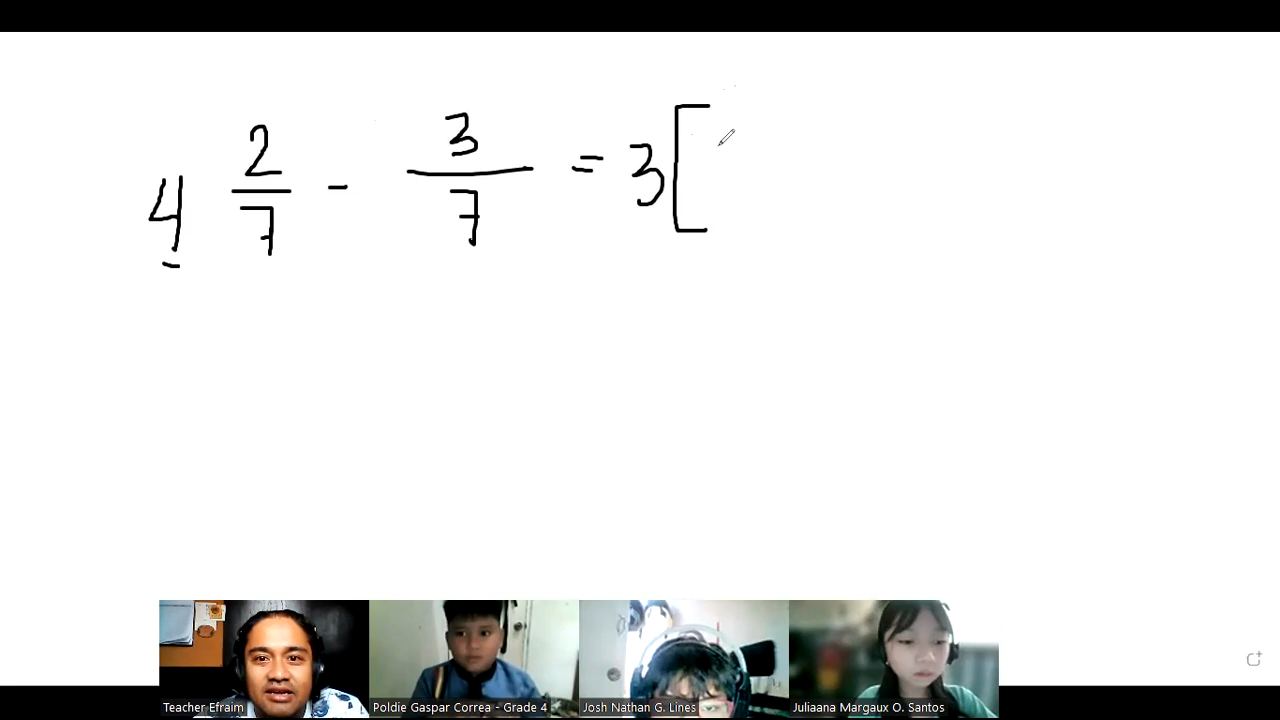 4 2/7 - 3/7 = 3 [
Teacher Efraim
Poldie Gaspar Correa - Grade 4
Josh Nathan G. Lines
Juliaana Margaux O. Santos